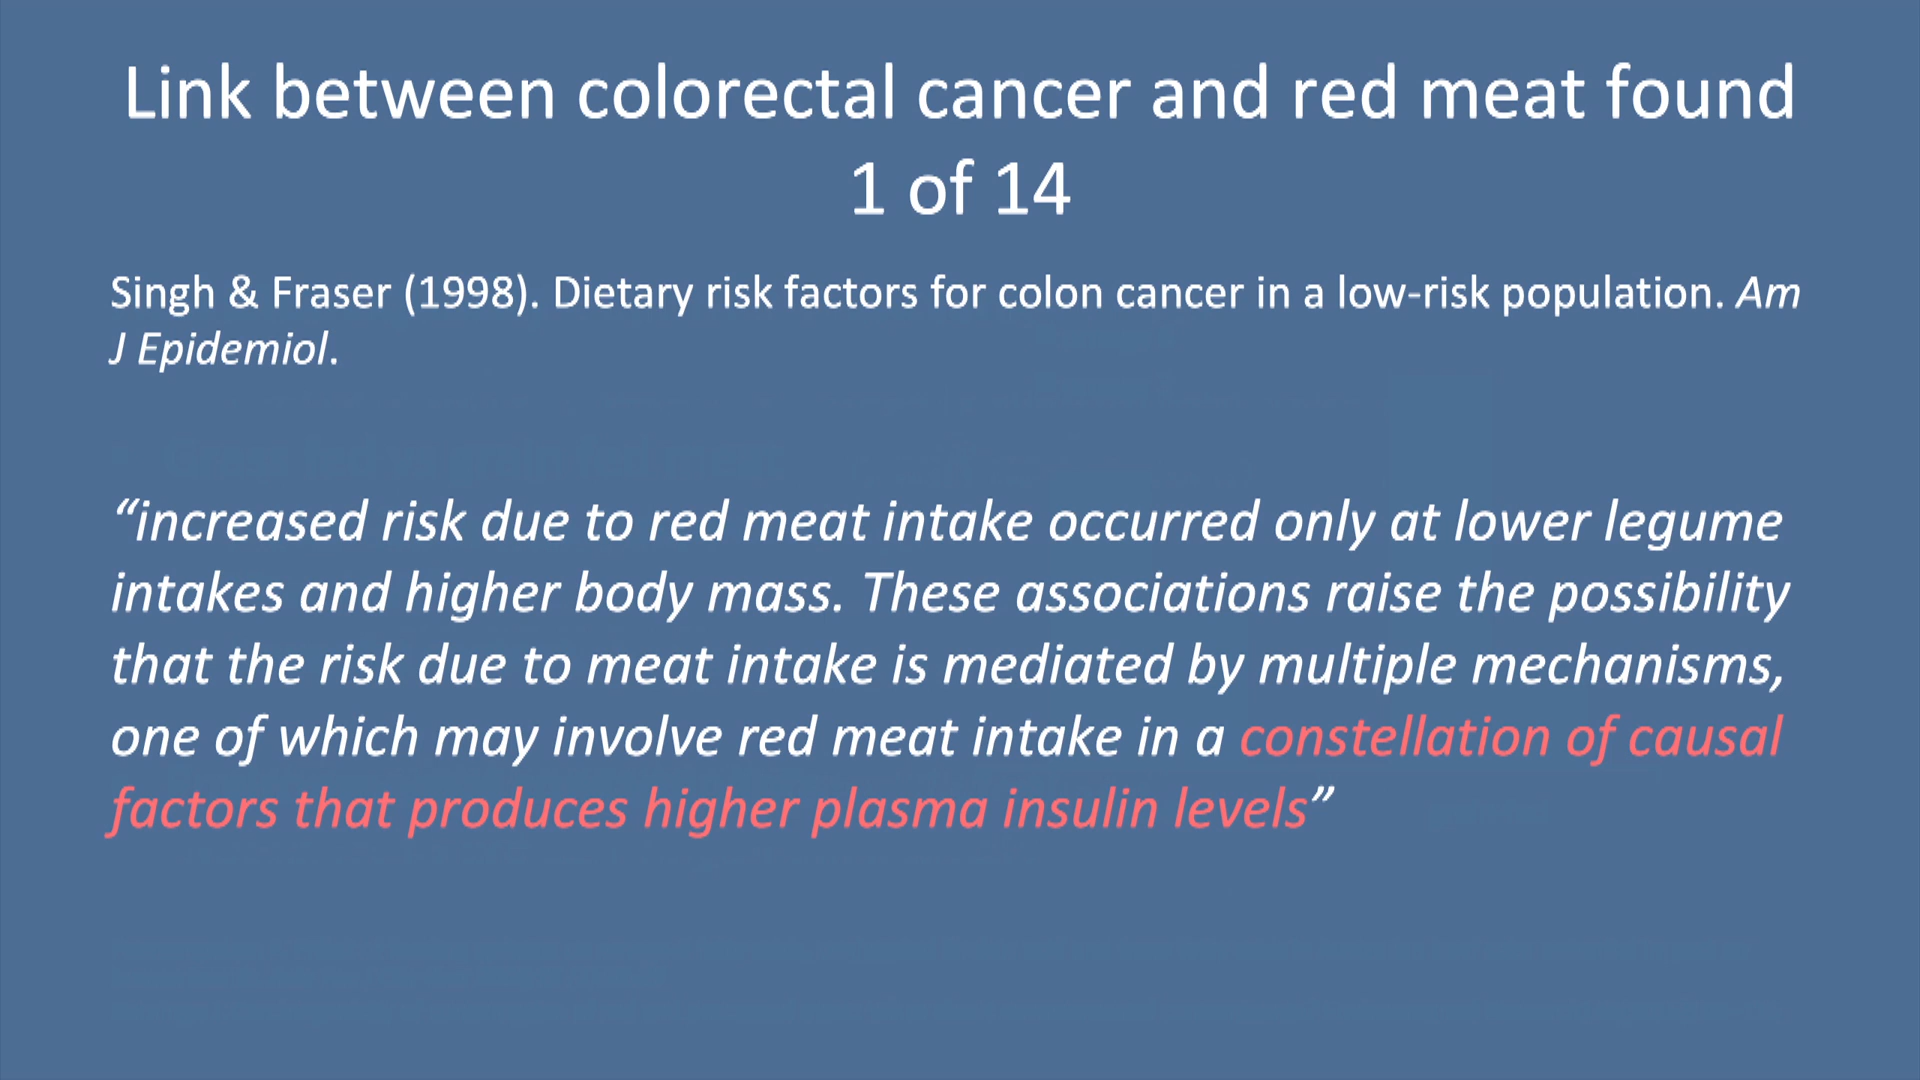 Link between colorectal cancer and red meat found
1 of 14
Singh & Fraser (1998). Dietary risk factors for colon cancer in a low-risk population. Am
J Epidemiol.
“increased risk due to red meat intake occurred only at lower legume
intakes and higher body mass. These associations raise the possibility
that the risk due to meat intake is mediated by multiple mechanisms,
one of which may involve red meat intake in a constellation of causal
factors that produces higher plasma insulin levels”